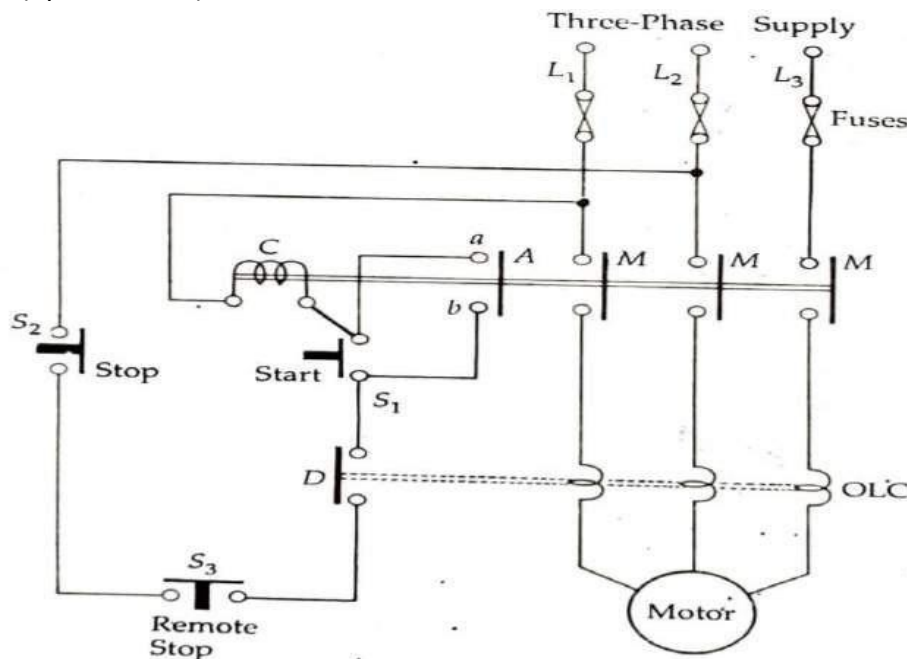 Three-Phase Supply
L₁ L₂ L₃
Fuses
C a A M M M
b
S₂
Stop
Start
S₁
D
OLC
S₃
Remote
Stop
Motor